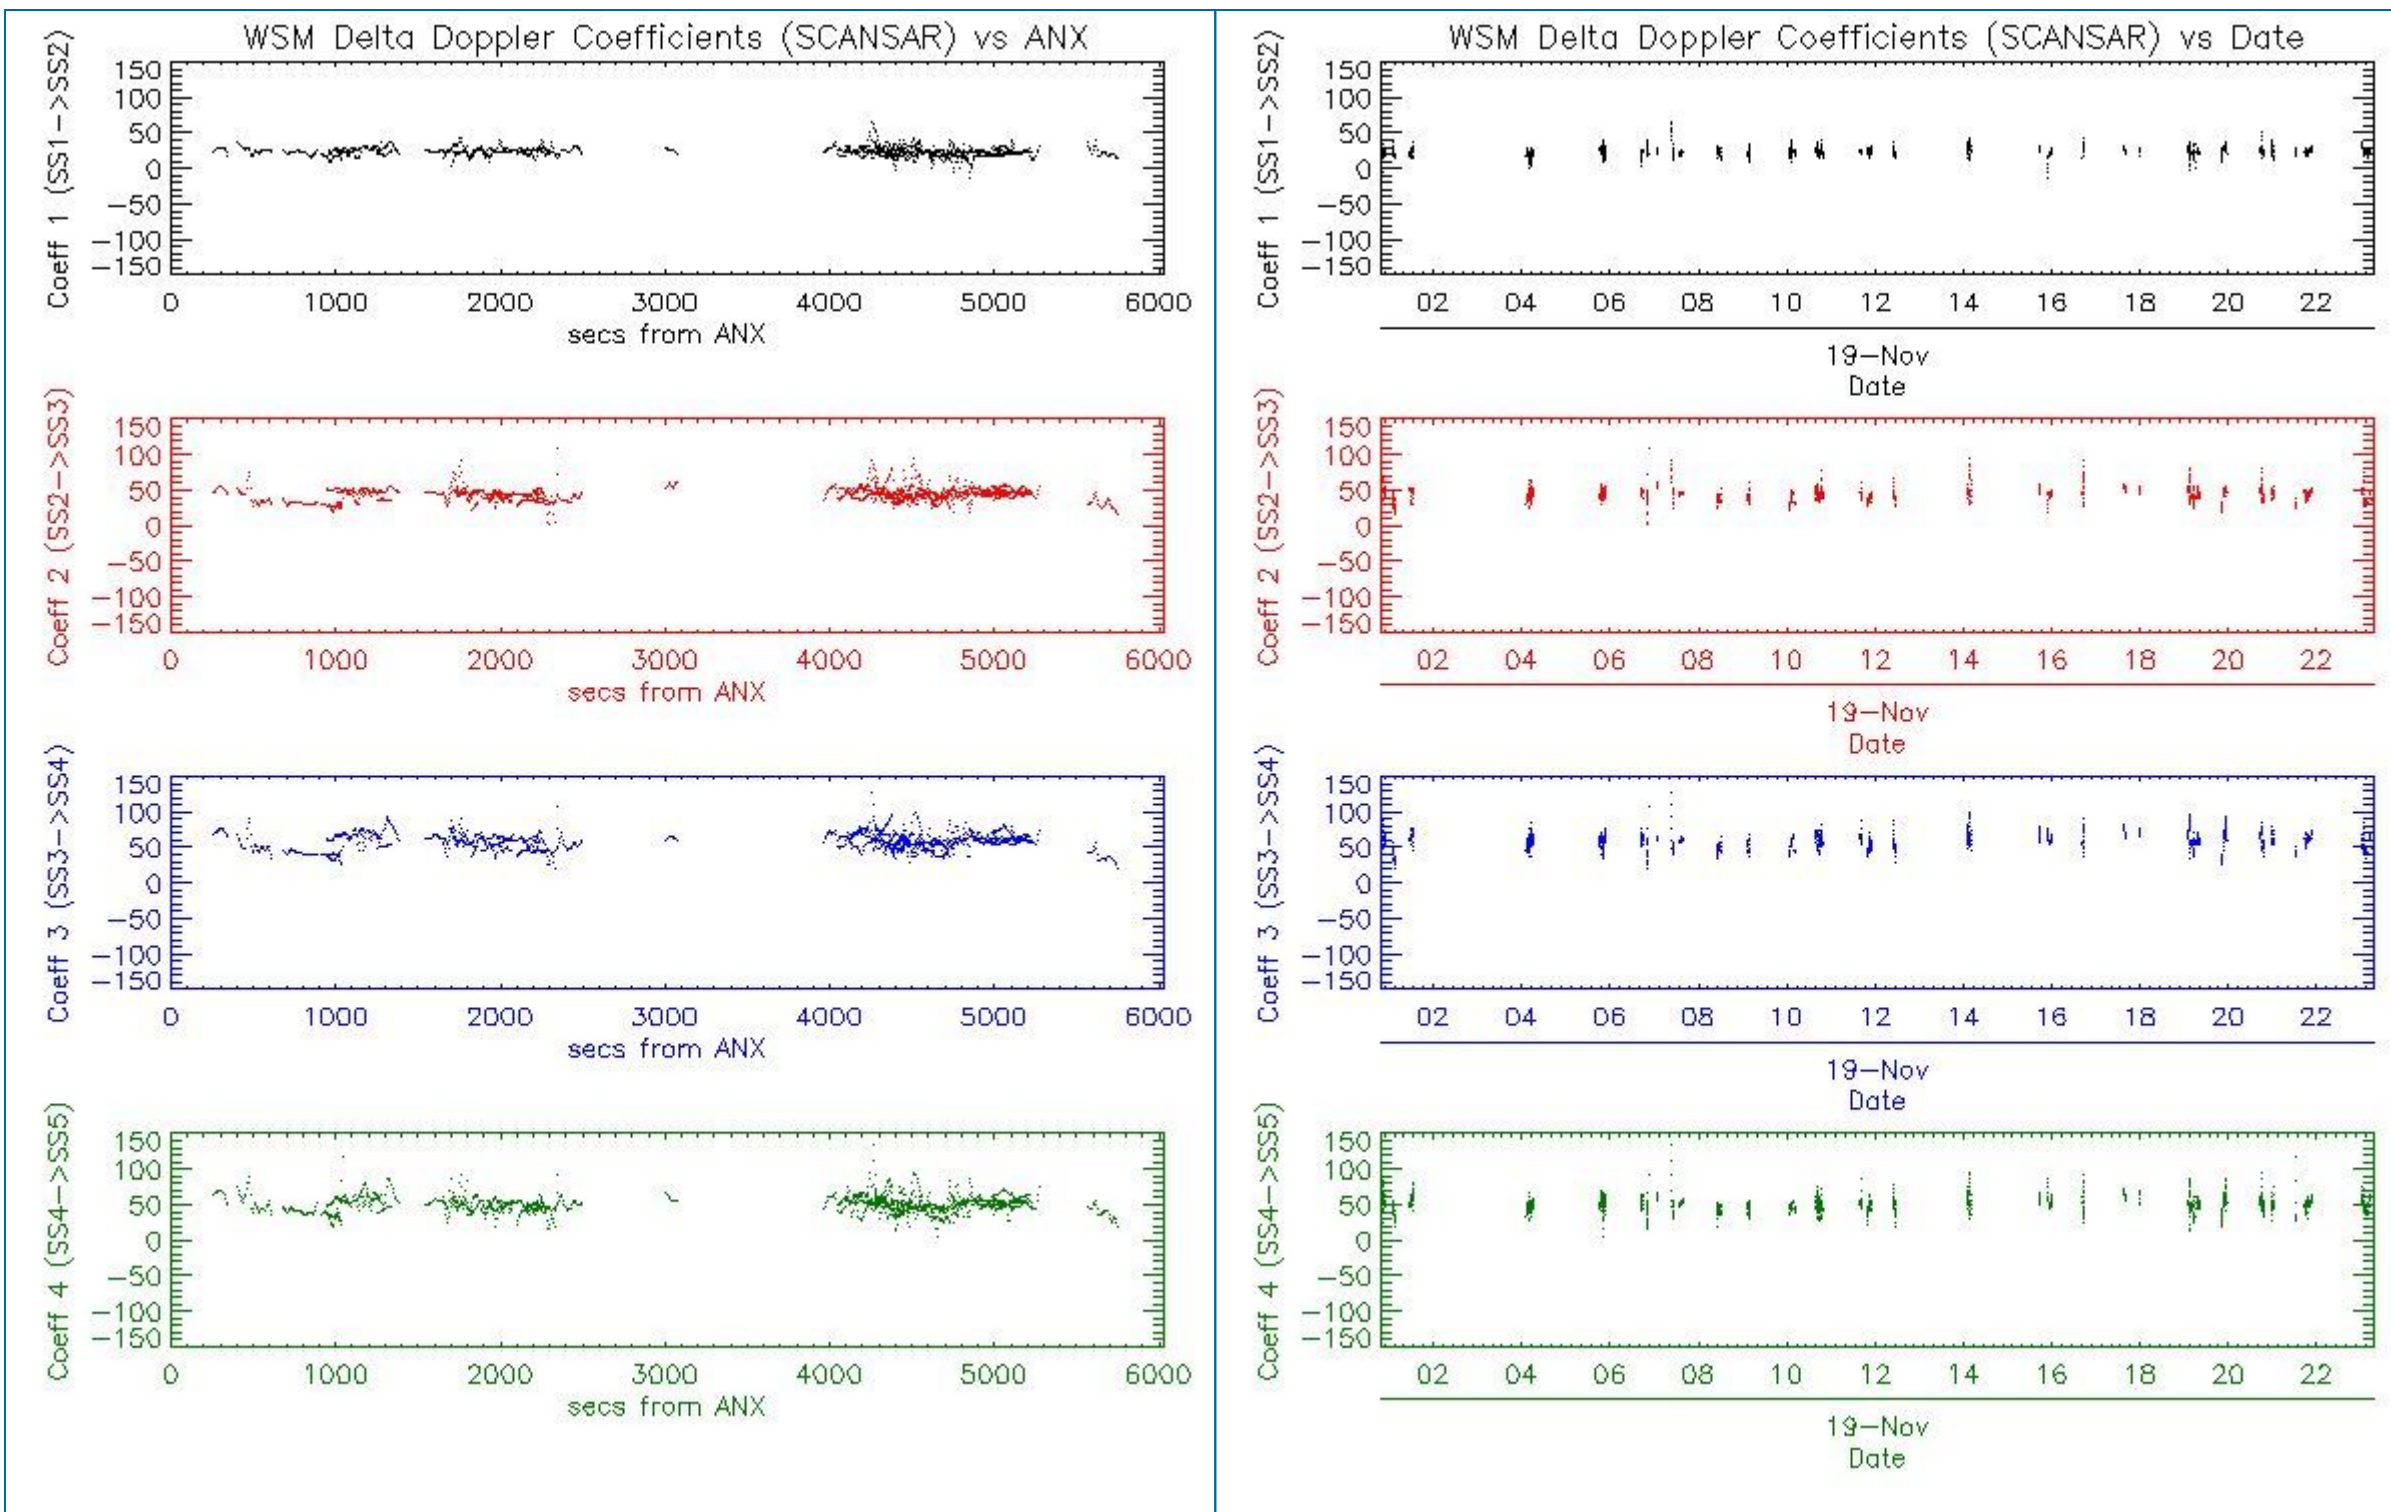 WSM Delta Doppler Coefficients (SCANSAR) vs ANX
Coeff 1 (SS1->SS2)
150
100
50
0
-50
-100
-150
0 1000 2000 3000 4000 5000 6000
secs from ANX
Coeff 2 (SS2->SS3)
150
100
50
0
-50
-100
-150
0 1000 2000 3000 4000 5000 6000
secs from ANX
Coeff 3 (SS3->SS4)
150
100
50
0
-50
-100
-150
0 1000 2000 3000 4000 5000 6000
secs from ANX
Coeff 4 (SS4->SS5)
150
100
50
0
-50
-100
-150
0 1000 2000 3000 4000 5000 6000
secs from ANX
WSM Delta Doppler Coefficients (SCANSAR) vs Date
Coeff 1 (SS1->SS2)
150
100
50
0
-50
-100
-150
02 04 06 08 10 12 14 16 18 20 22
19-Nov
Date
Coeff 2 (SS2->SS3)
150
100
50
0
-50
-100
-150
02 04 06 08 10 12 14 16 18 20 22
19-Nov
Date
Coeff 3 (SS3->SS4)
150
100
50
0
-50
-100
-150
02 04 06 08 10 12 14 16 18 20 22
19-Nov
Date
Coeff 4 (SS4->SS5)
150
100
50
0
-50
-100
-150
02 04 06 08 10 12 14 16 18 20 22
19-Nov
Date